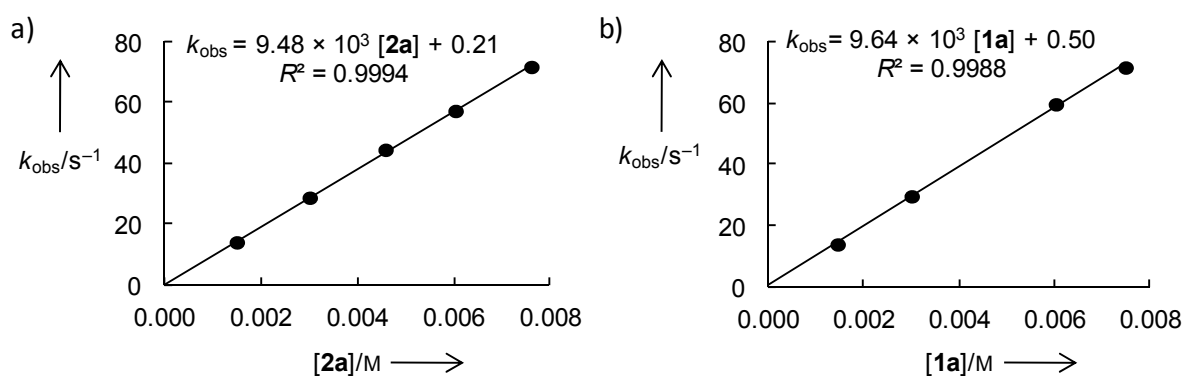 a)
k_obs = 9.48 × 10³ [2a] + 0.21
R² = 0.9994
k_obs/s⁻¹
80
60
40
20
0
0.000 0.002 0.004 0.006 0.008
[2a]/M
b)
k_obs= 9.64 × 10³ [1a] + 0.50
R² = 0.9988
k_obs/s⁻¹
80
60
40
20
0
0.000 0.002 0.004 0.006 0.008
[1a]/M